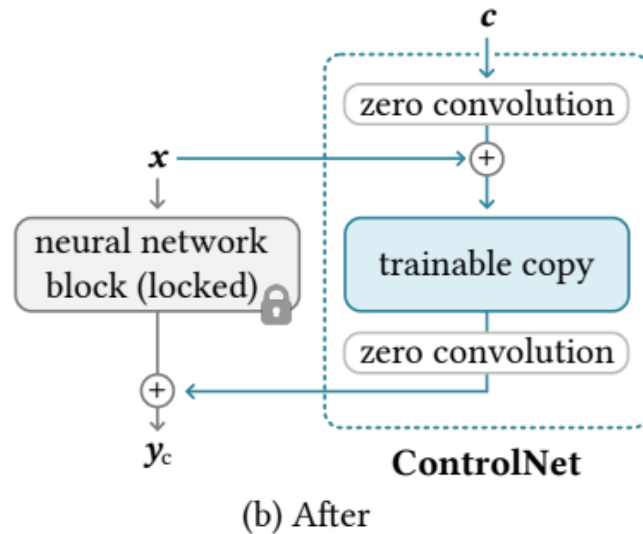 c
zero convolution
+
x
neural network
block (locked)
trainable copy
zero convolution
+
yc
ControlNet
(b) After